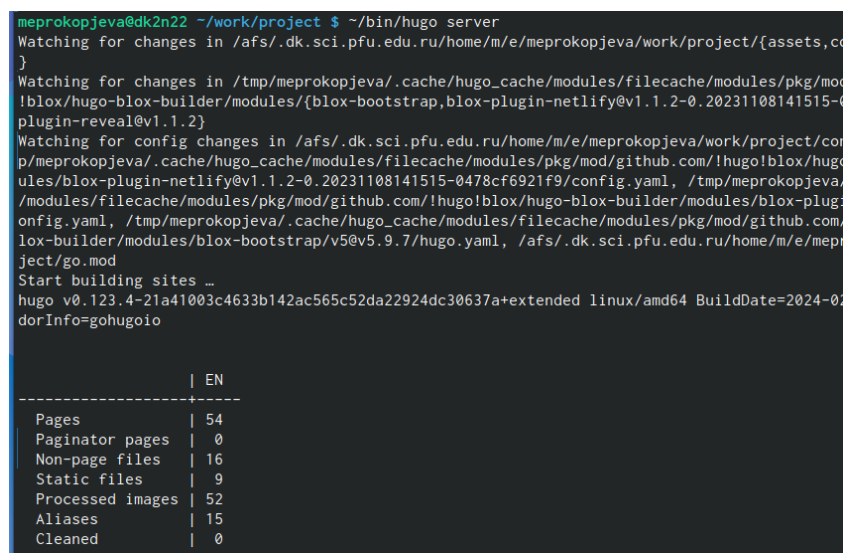 meprokopjeva@dk2n22 ~/work/project $ ~/bin/hugo server
Watching for changes in /afs/.dk.sci.pfu.edu.ru/home/m/e/meprokopjeva/work/project/{assets,co
}
Watching for changes in /tmp/meprokopjeva/.cache/hugo_cache/modules/filecache/modules/pkg/mod
!blox/hugo-blox-builder/modules/{blox-bootstrap,blox-plugin-netlify@v1.1.2-0.20231108141515-0
plugin-reveal@v1.1.2}
Watching for config changes in /afs/.dk.sci.pfu.edu.ru/home/m/e/meprokopjeva/work/project/con
p/meprokopjeva/.cache/hugo_cache/modules/filecache/modules/pkg/mod/github.com/!hugo!blox/hugo
ules/blox-plugin-netlify@v1.1.2-0.20231108141515-0478cf6921f9/config.yaml, /tmp/meprokopjeva/
/modules/filecache/modules/pkg/mod/github.com/!hugo!blox/hugo-blox-builder/modules/blox-plugi
onfig.yaml, /tmp/meprokopjeva/.cache/hugo_cache/modules/filecache/modules/pkg/mod/github.com/
lox-builder/modules/blox-bootstrap/v5@v5.9.7/hugo.yaml, /afs/.dk.sci.pfu.edu.ru/home/m/e/mepr
ject/go.mod
Start building sites …
hugo v0.123.4-21a41003c4633b142ac565c52da22924dc30637a+extended linux/amd64 BuildDate=2024-02
dorInfo=gohugoio
| EN
-------------------+-----
Pages | 54
Paginator pages | 0
Non-page files | 16
Static files | 9
Processed images | 52
Aliases | 15
Cleaned | 0